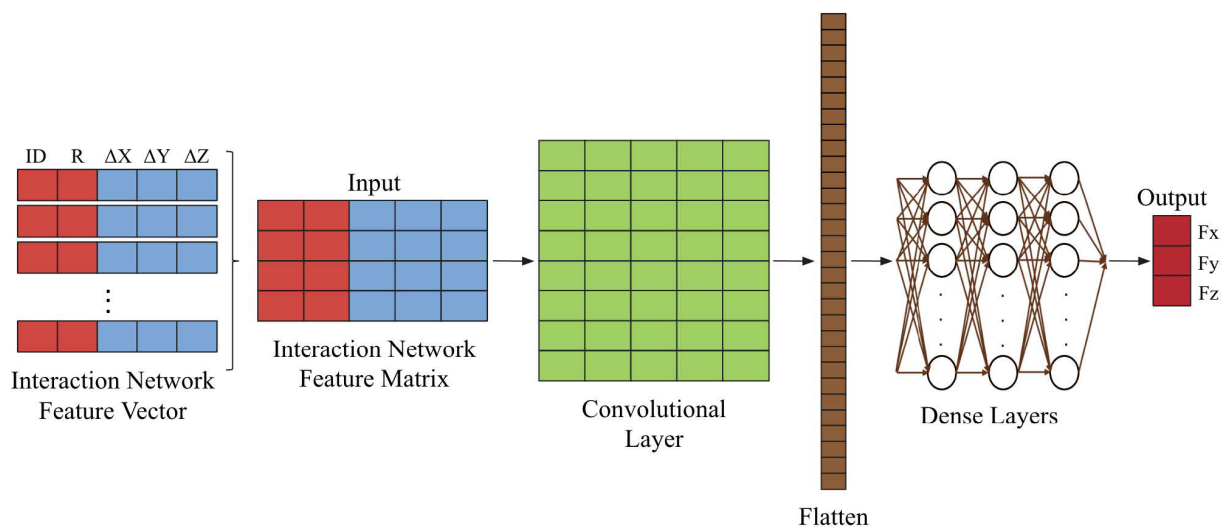 ID R ΔX ΔY ΔZ
Interaction Network
Feature Vector
Input
Interaction Network
Feature Matrix
Convolutional
Layer
Flatten
Dense Layers
Output
Fx
Fy
Fz